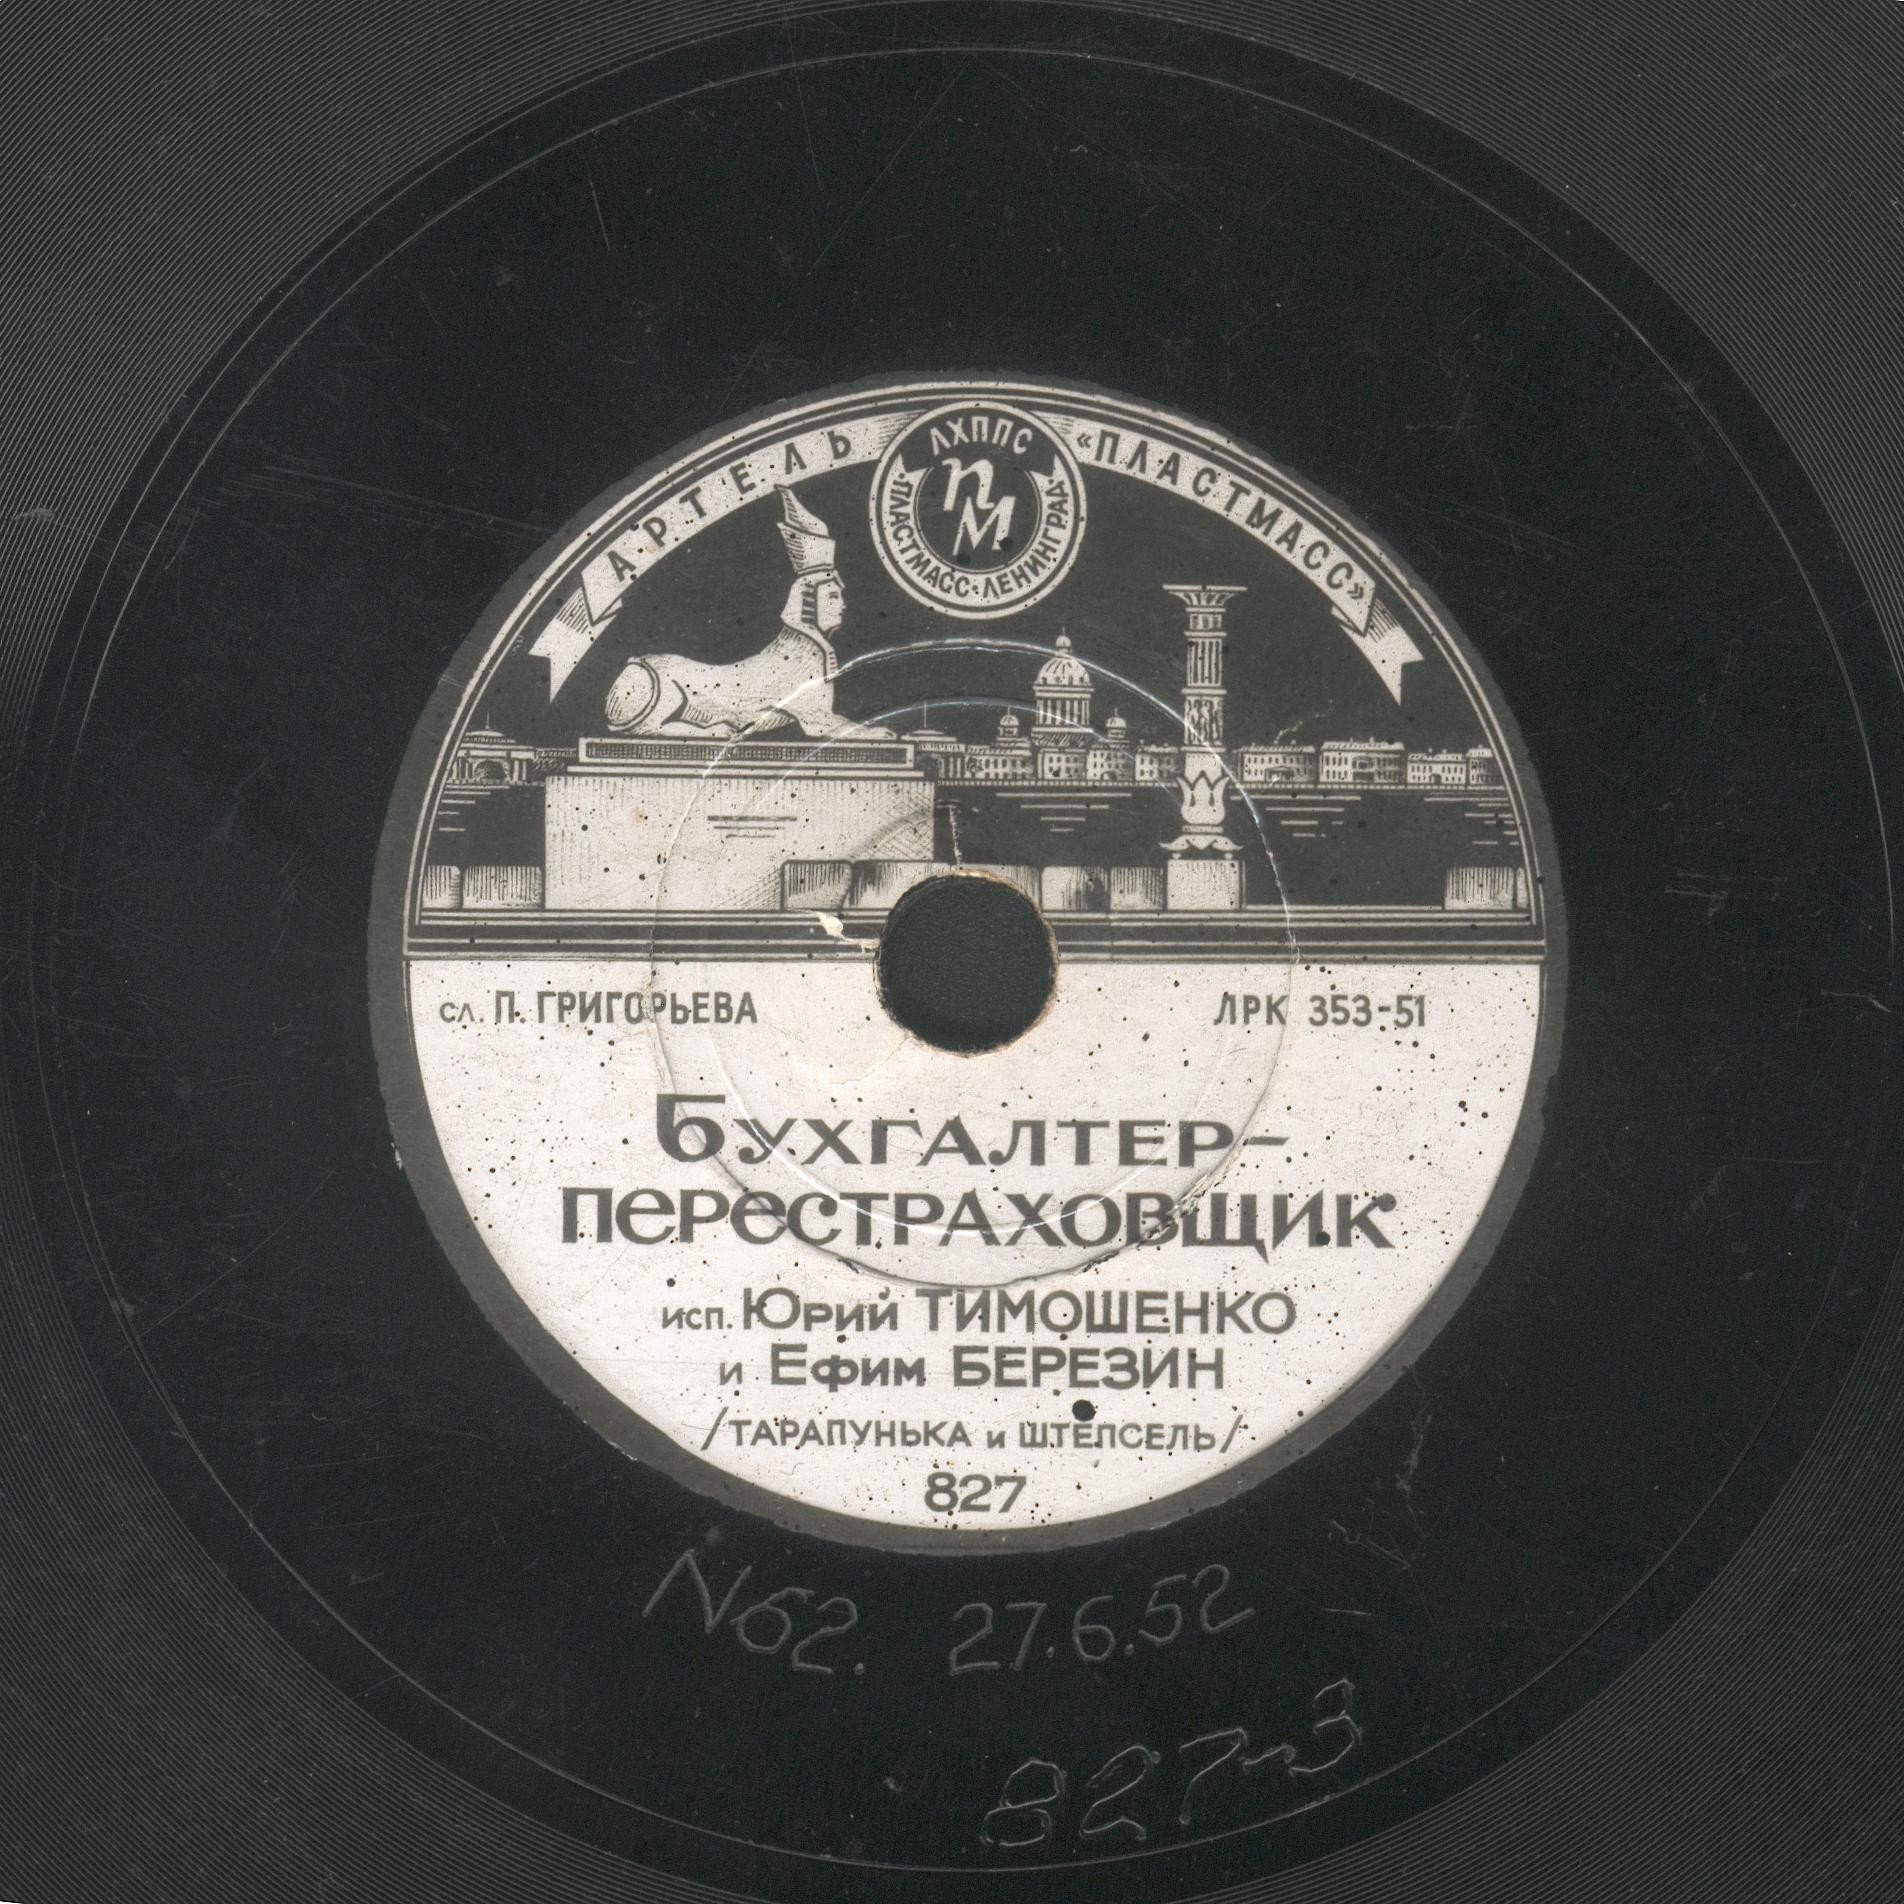 АРТЕЛЬ «ПЛАСТМАСС»
ЛХППС
ПМ
ПЛАСТМАСС·ЛЕНИНГРАД
сл. П. ГРИГОРЬЕВА
ЛРК 353-51
БУХГАЛТЕР-
ПЕРЕСТРАХОВЩИК
исп. Юрий ТИМОШЕНКО
и Ефим БЕРЕЗИН
/ТАРАПУНЬКА и ШТЕПСЕЛЬ/
827
N62. 27.6.52
827-3